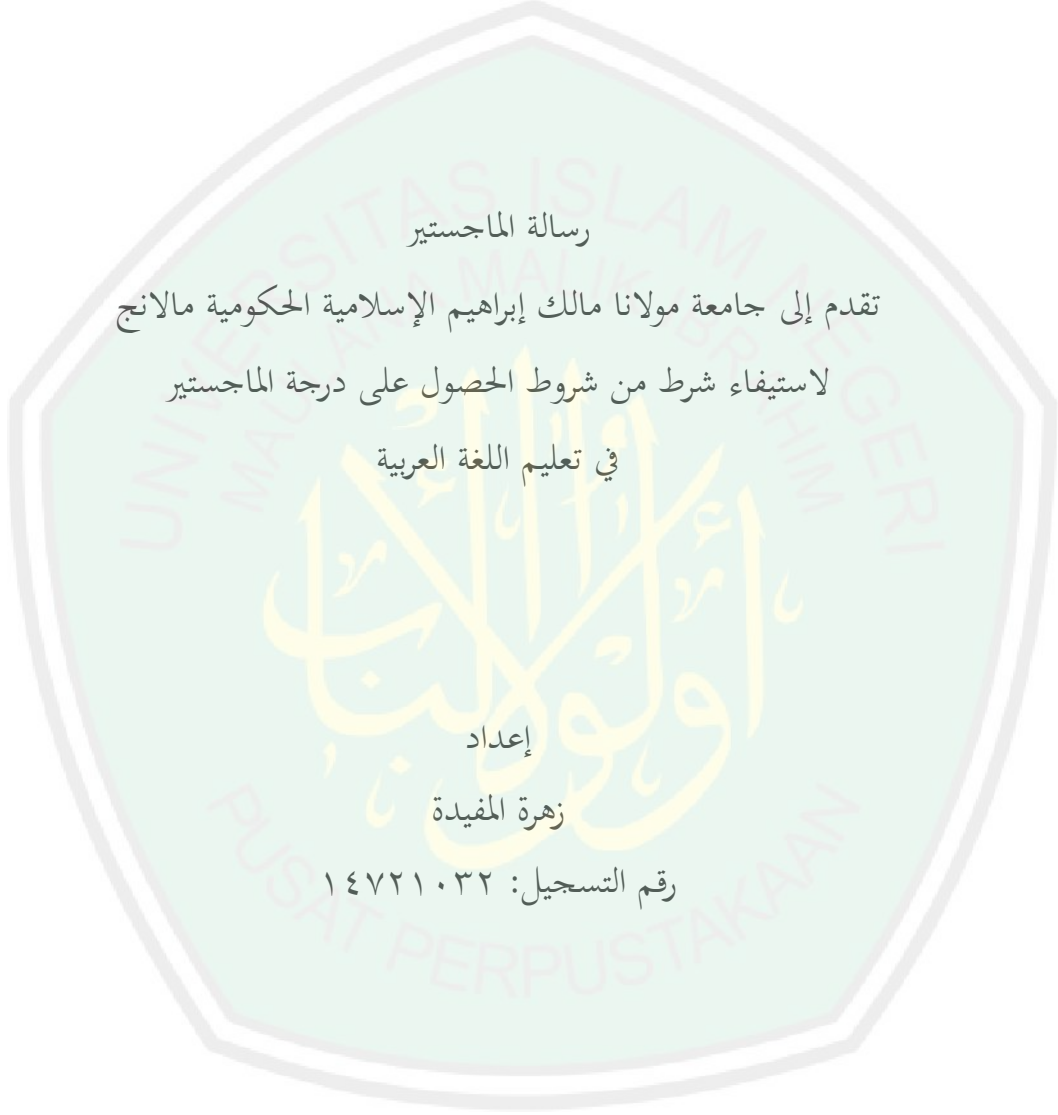 رسالة الماجستير
تقدم إلى جامعة مولانا مالك إبراهيم الإسلامية الحكومية مالانج
لاستيفاء شرط من شروط الحصول على درجة الماجستير
في تعليم اللغة العربية
إعداد
زهرة المفيدة
رقم التسجيل: ١٤٧٢١٠٣٢
UNIVERSITAS ISLAM NEGERI
MAULANA MALIK IBRAHIM
PUSAT PERPUSTAKAAN